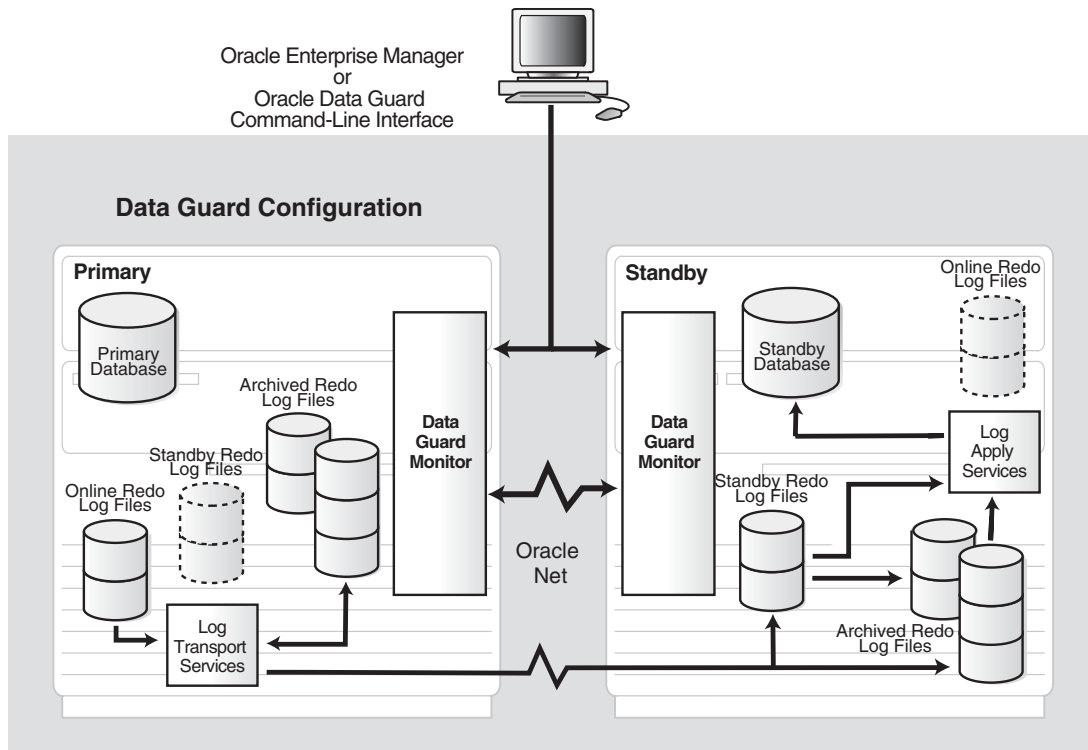 Oracle Enterprise Manager
or
Oracle Data Guard
Command-Line Interface
Data Guard Configuration
Primary
Primary
Database
Archived Redo
Log Files
Standby Redo
Log Files
Online Redo
Log Files
Log
Transport
Services
Data
Guard
Monitor
Oracle
Net
Standby
Data
Guard
Monitor
Standby
Database
Online Redo
Log Files
Log
Apply
Services
Standby Redo
Log Files
Archived Redo
Log Files